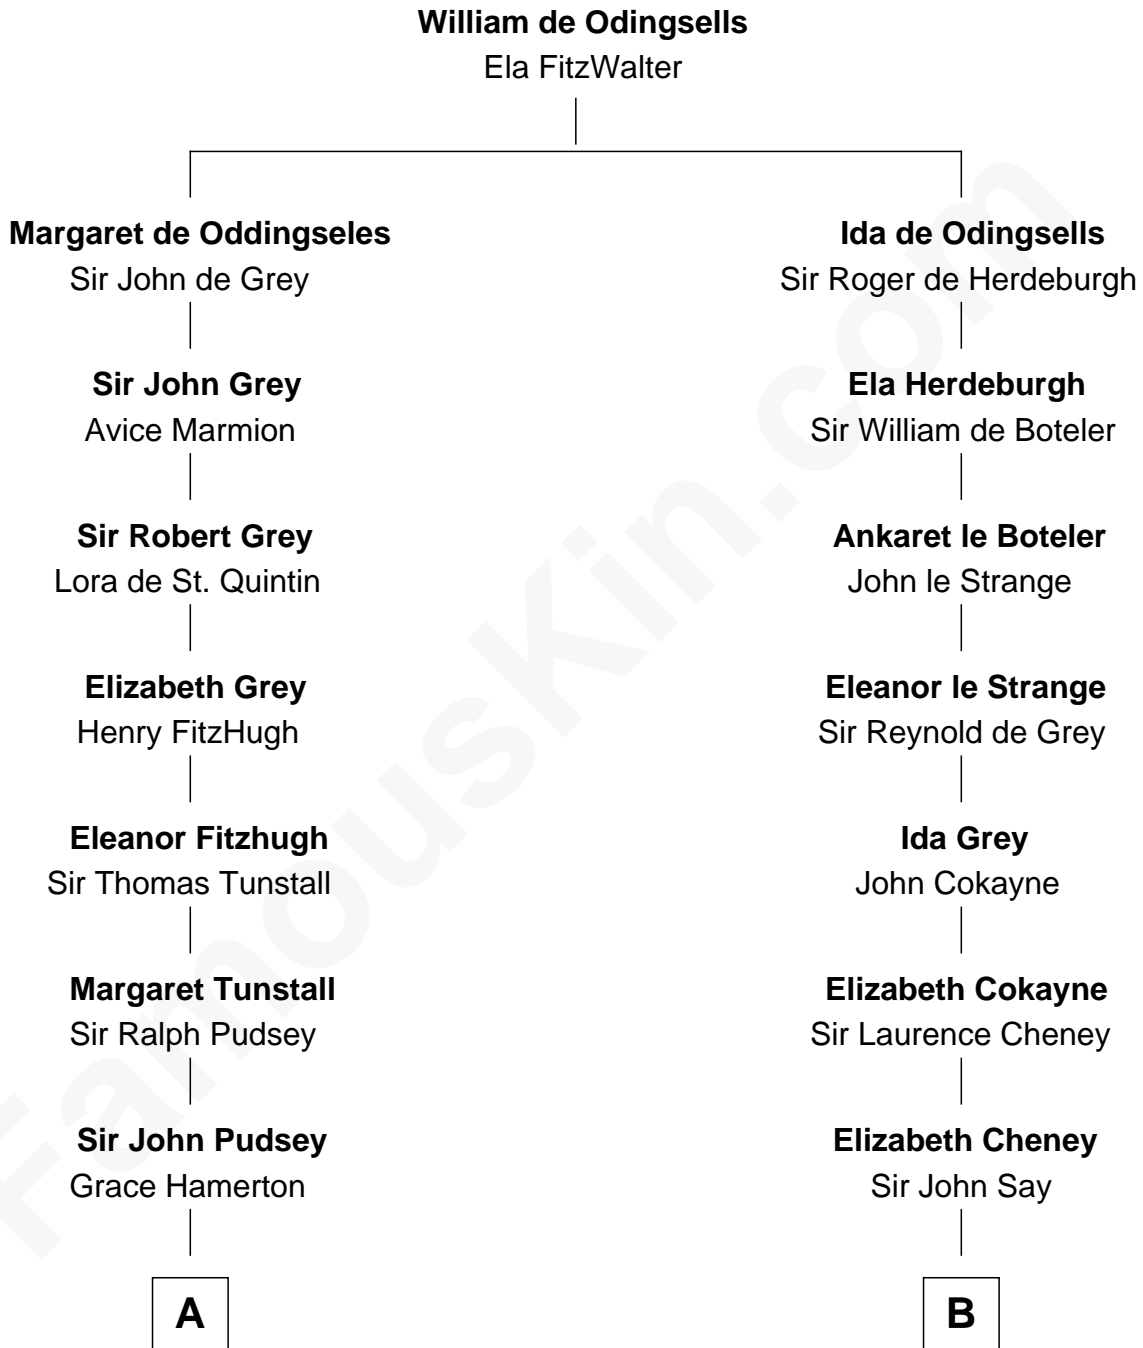 William de Odingsells
Ela FitzWalter
Margaret de Oddingseles
Sir John de Grey
Ida de Odingsells
Sir Roger de Herdeburgh
Sir John Grey
Avice Marmion
Ela Herdeburgh
Sir William de Boteler
Sir Robert Grey
Lora de St. Quintin
Ankaret le Boteler
John le Strange
Elizabeth Grey
Henry FitzHugh
Eleanor le Strange
Sir Reynold de Grey
Eleanor Fitzhugh
Sir Thomas Tunstall
Ida Grey
John Cokayne
Margaret Tunstall
Sir Ralph Pudsey
Elizabeth Cokayne
Sir Laurence Cheney
Sir John Pudsey
Grace Hamerton
Elizabeth Cheney
Sir John Say
A
B
FamousKin.com